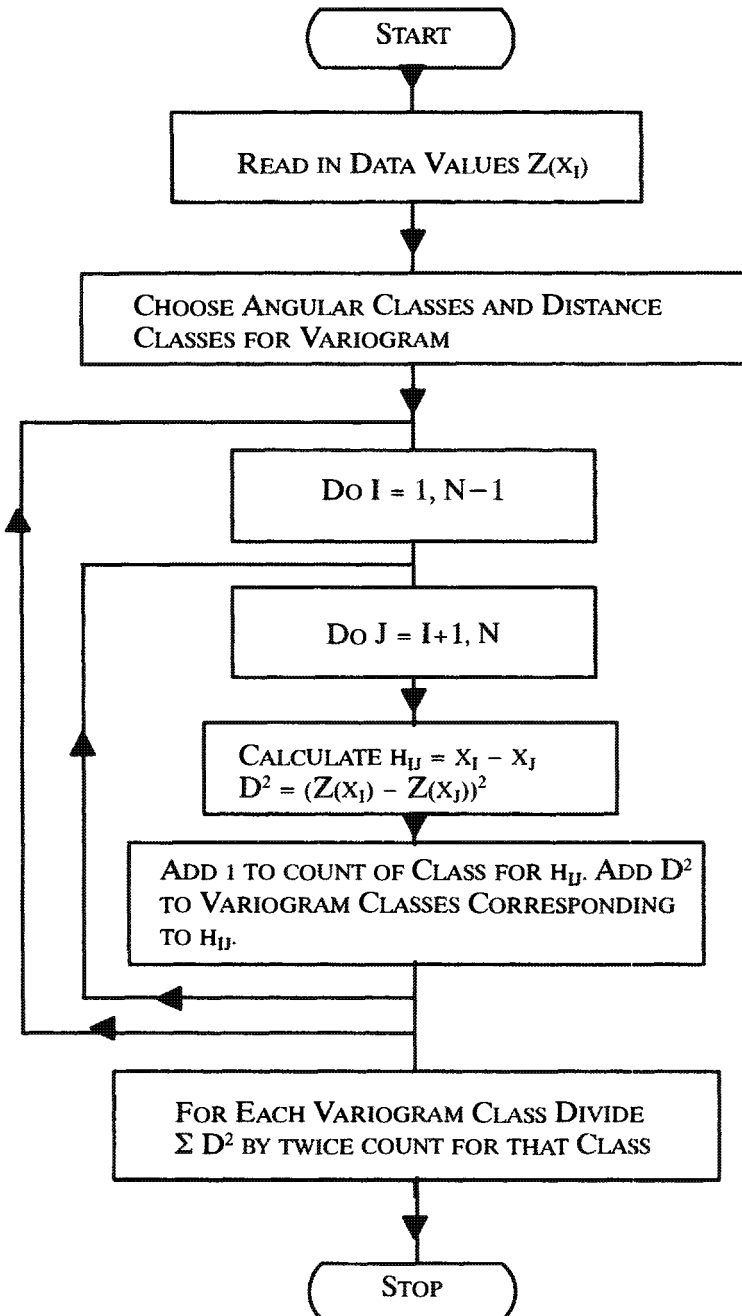 START
READ IN DATA VALUES Z(X_I)
CHOOSE ANGULAR CLASSES AND DISTANCE
CLASSES FOR VARIOGRAM
DO I = 1, N−1
DO J = I+1, N
CALCULATE H_IJ = X_I − X_J
D² = (Z(X_I) − Z(X_J))²
ADD 1 TO COUNT OF CLASS FOR H_IJ. ADD D²
TO VARIOGRAM CLASSES CORRESPONDING
TO H_IJ.
FOR EACH VARIOGRAM CLASS DIVIDE
Σ D² BY TWICE COUNT FOR THAT CLASS
STOP